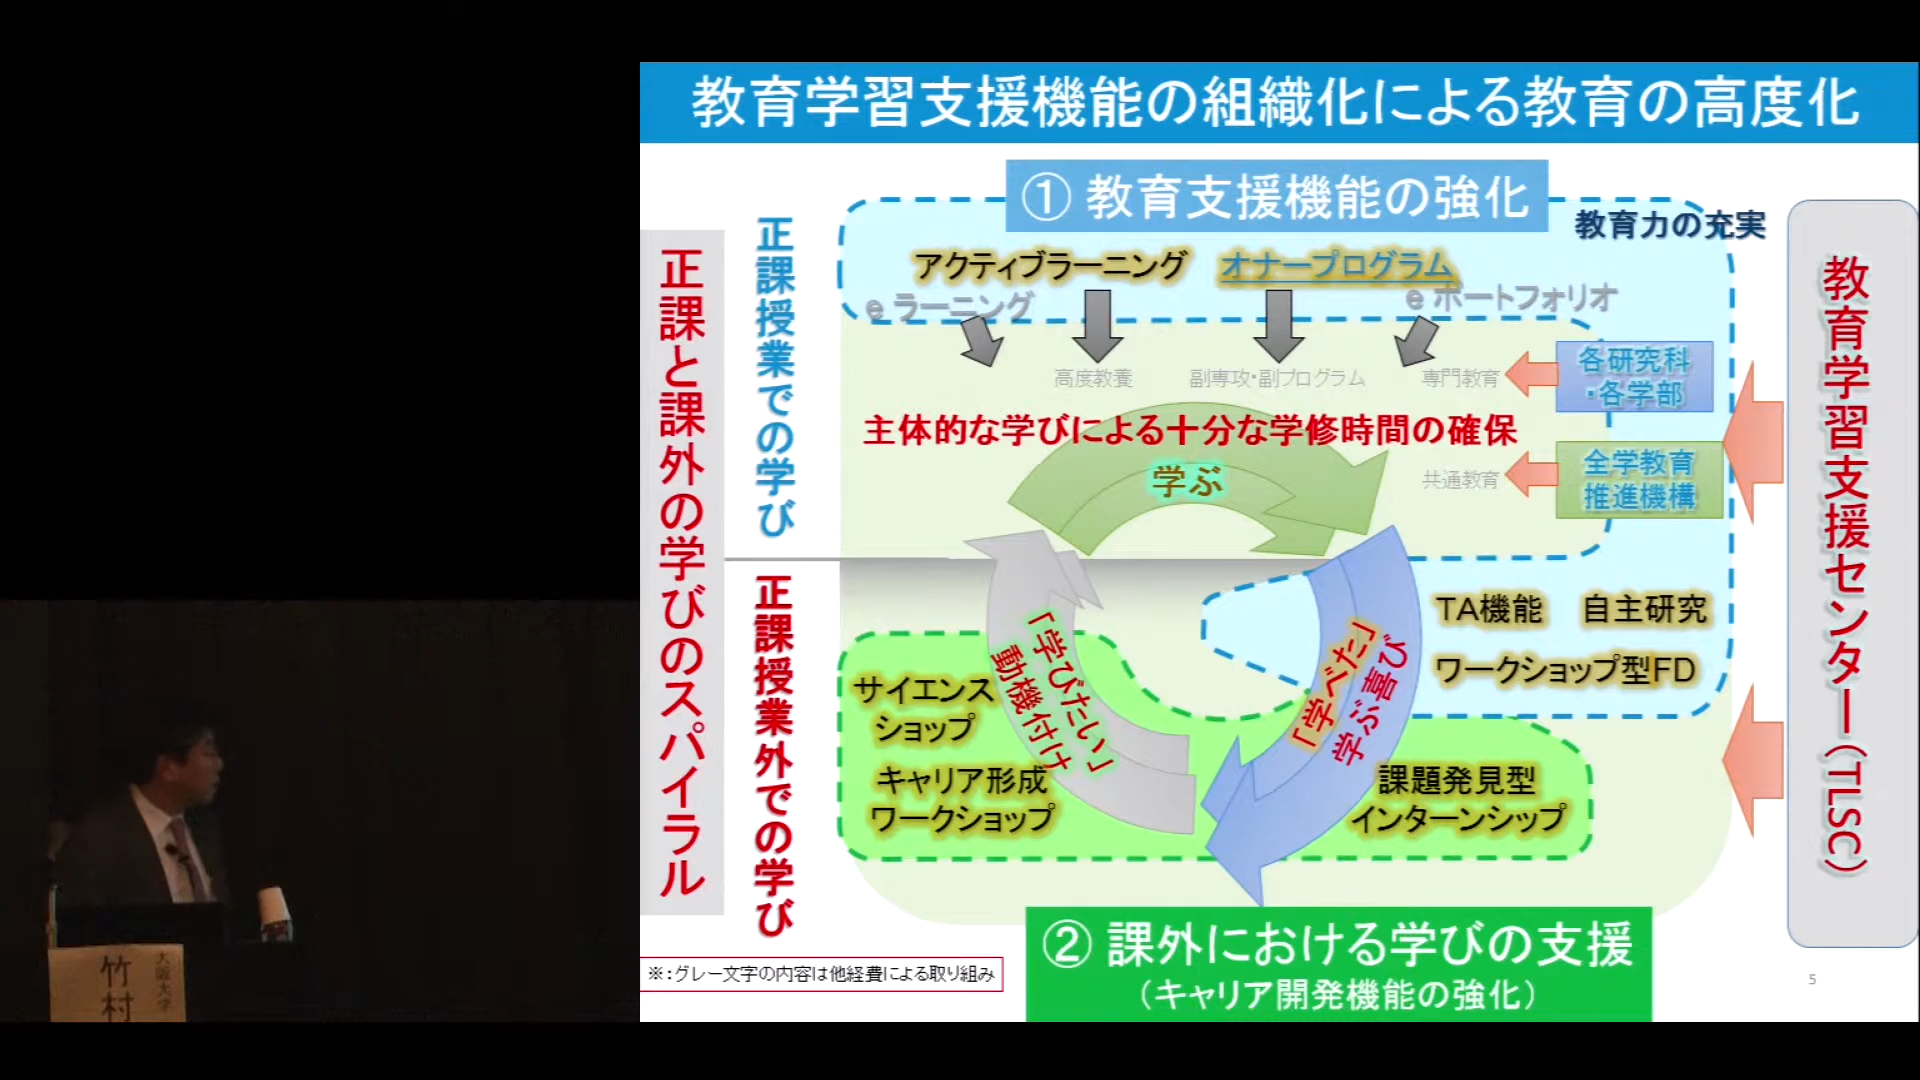 教育学習支援機能の組織化による教育の高度化
① 教育支援機能の強化
教育力の充実
アクティブラーニング
オナープログラム
e ラーニング
e ポートフォリオ
高度教養
副専攻・副プログラム
専門教育
各研究科
・各学部
主体的な学びによる十分な学修時間の確保
学ぶ
共通教育
全学教育
推進機構
正課と課外の学びのスパイラル
正課授業での学び
正課授業外での学び
教育学習支援センター(TLSC)
TA機能
自主研究
ワークショップ型FD
「学びたい」
動機付け
「学べた」
学ぶ喜び
サイエンス
ショップ
キャリア形成
ワークショップ
課題発見型
インターンシップ
② 課外における学びの支援
(キャリア開発機能の強化)
※:グレー文字の内容は他経費による取り組み
5
大阪大学
竹村